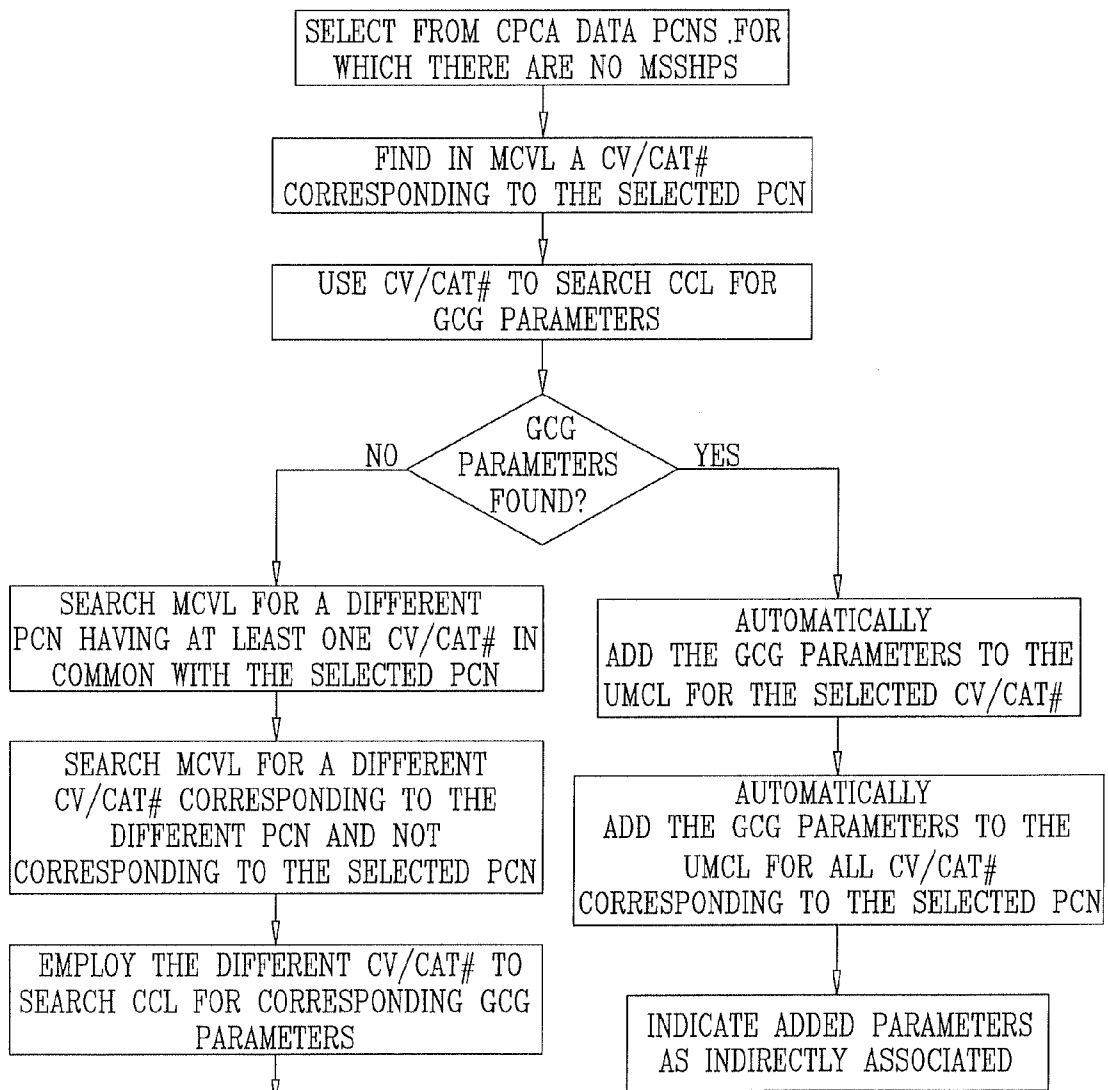 SELECT FROM CPCA DATA PCNS .FOR
WHICH THERE ARE NO MSSHPS
FIND IN MCVL A CV/CAT#
CORRESPONDING TO THE SELECTED PCN
USE CV/CAT# TO SEARCH CCL FOR
GCG PARAMETERS
GCG
PARAMETERS
FOUND?
NO
YES
SEARCH MCVL FOR A DIFFERENT
PCN HAVING AT LEAST ONE CV/CAT# IN
COMMON WITH THE SELECTED PCN
SEARCH MCVL FOR A DIFFERENT
CV/CAT# CORRESPONDING TO THE
DIFFERENT PCN AND NOT
CORRESPONDING TO THE SELECTED PCN
EMPLOY THE DIFFERENT CV/CAT# TO
SEARCH CCL FOR CORRESPONDING GCG
PARAMETERS
AUTOMATICALLY
ADD THE GCG PARAMETERS TO THE
UMCL FOR THE SELECTED CV/CAT#
AUTOMATICALLY
ADD THE GCG PARAMETERS TO THE
UMCL FOR ALL CV/CAT#
CORRESPONDING TO THE SELECTED PCN
INDICATE ADDED PARAMETERS
AS INDIRECTLY ASSOCIATED